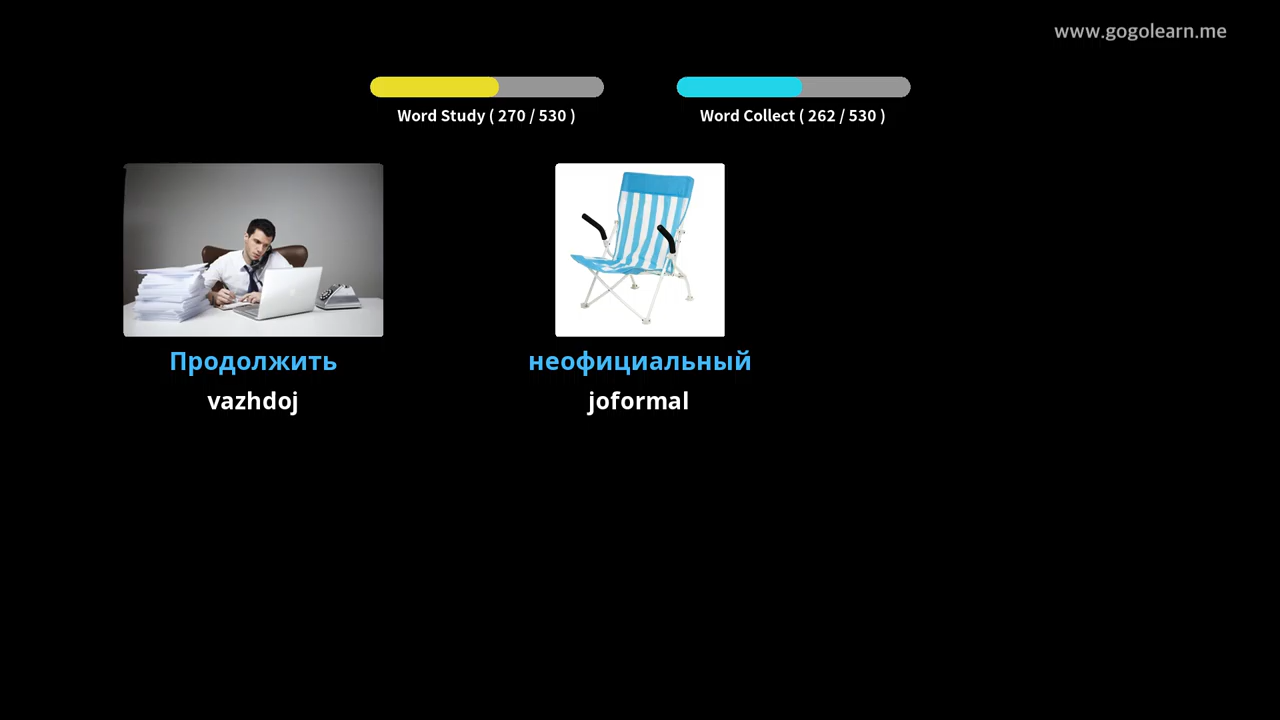 www.gogolearn.me
Word Study ( 270 / 530 )
Word Collect ( 262 / 530 )
Продолжить
vazhdoj
неофициальный
joformal